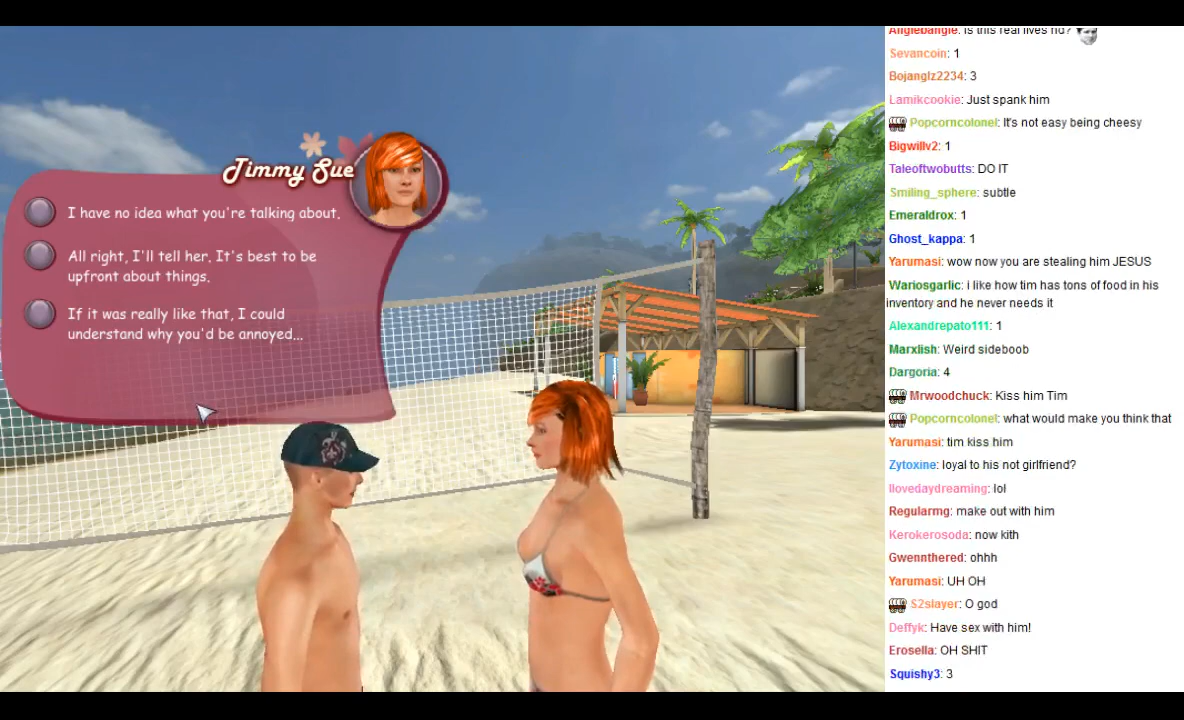 Timmy Sue
I have no idea what you're talking about.
All right, I'll tell her. It's best to be
upfront about things.
If it was really like that, I could
understand why you'd be annoyed...
Anglebangle: Is this real lives hd?
Sevancoin: 1
Bojanglz2234: 3
Lamikcookie: Just spank him
Popcorncolonel: It's not easy being cheesy
Bigwillv2: 1
Taleoftwobutts: DO IT
Smiling_sphere: subtle
Emeraldrox: 1
Ghost_kappa: 1
Yarumasi: wow now you are stealing him JESUS
Wariosgarlic: i like how tim has tons of food in his
inventory and he never needs it
Alexandrepato111: 1
Marxlish: Weird sideboob
Dargoria: 4
Mrwoodchuck: Kiss him Tim
Popcorncolonel: what would make you think that
Yarumasi: tim kiss him
Zytoxine: loyal to his not girlfriend?
Ilovedaydreaming: lol
Regularmg: make out with him
Kerokerosoda: now kith
Gwennthered: ohhh
Yarumasi: UH OH
S2slayer: O god
Deffyk: Have sex with him!
Erosella: OH SHIT
Squishy3: 3